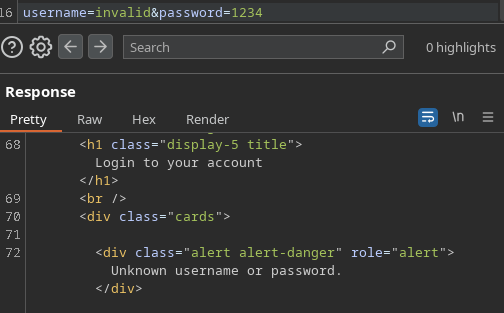 16 username=invalid&password=1234
Search
0 highlights
Response
Pretty Raw Hex Render \n
68 <h1 class="display-5 title">
Login to your account
</h1>
69 <br />
70 <div class="cards">
71
72 <div class="alert alert-danger" role="alert">
Unknown username or password.
</div>